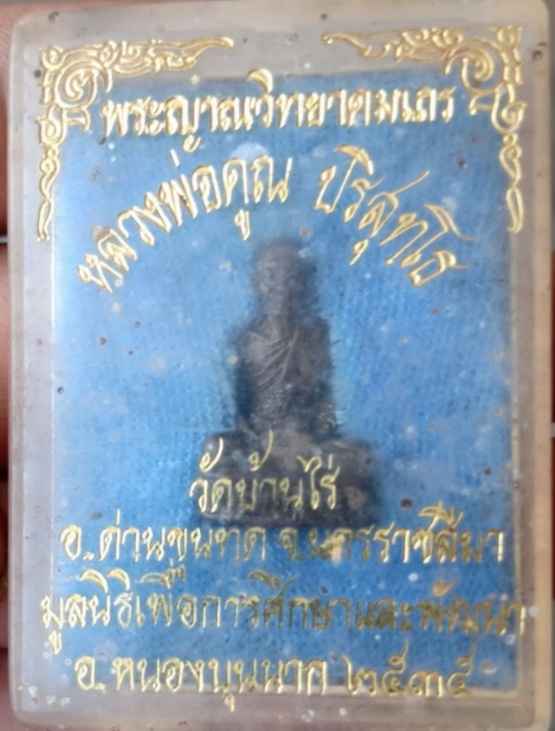 พระญาณวิทยาคมเถร
หลวงพ่อคูณ ปริสุทโธ
วัดบ้านไร่
อ.ด่านขุนทด จ.นครราชสีมา
มูลนิธิเพื่อการศึกษาและพัฒนา
อ.หนองบุนนาก ๒๕๓๕